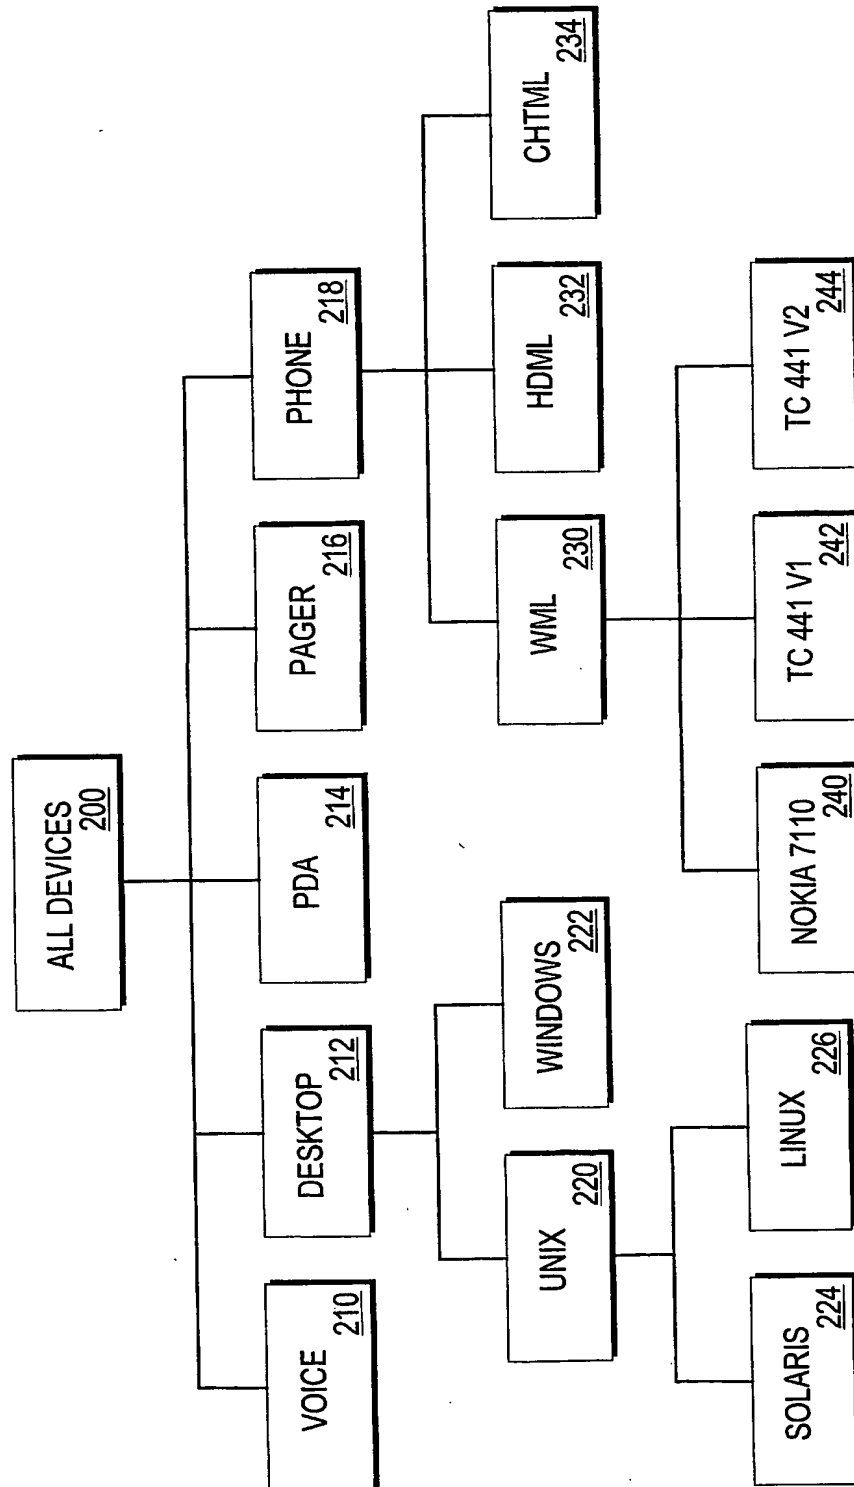 ALL DEVICES
200
VOICE
210
DESKTOP
212
PDA
214
PAGER
216
PHONE
218
UNIX
220
WINDOWS
222
WML
230
HDML
232
CHTML
234
SOLARIS
224
LINUX
226
NOKIA 7110
240
TC 441 V1
242
TC 441 V2
244